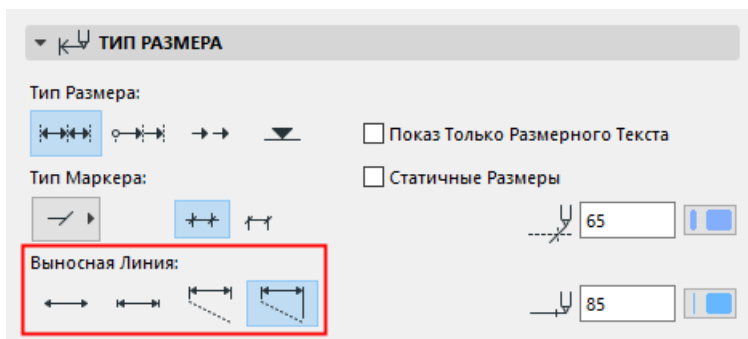 ТИП РАЗМЕРА
Тип Размера:
Показ Только Размерного Текста
Тип Маркера:
Статичные Размеры
65
Выносная Линия:
85